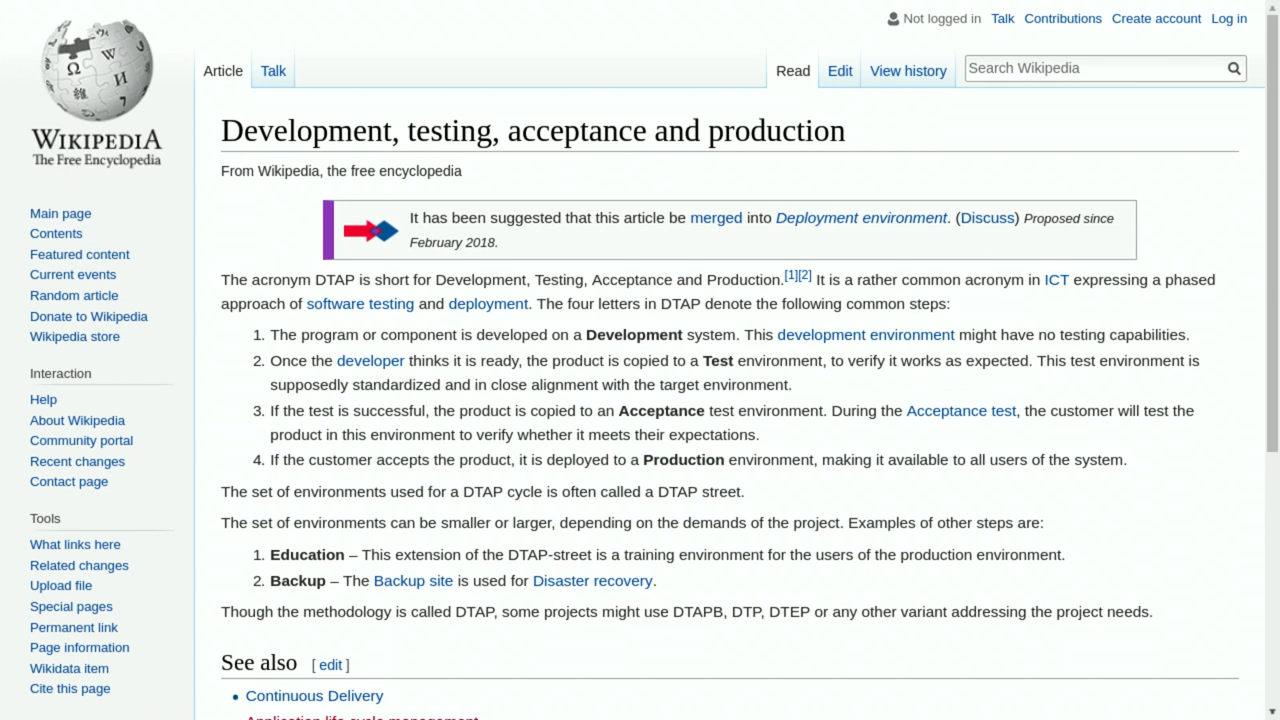 Not logged in Talk Contributions Create account Log in
Article Talk Read Edit View history Search Wikipedia
WIKIPEDIA
The Free Encyclopedia
Main page
Contents
Featured content
Current events
Random article
Donate to Wikipedia
Wikipedia store
Interaction
Help
About Wikipedia
Community portal
Recent changes
Contact page
Tools
What links here
Related changes
Upload file
Special pages
Permanent link
Page information
Wikidata item
Cite this page
Development, testing, acceptance and production
From Wikipedia, the free encyclopedia
It has been suggested that this article be merged into Deployment environment. (Discuss) Proposed since
February 2018.
The acronym DTAP is short for Development, Testing, Acceptance and Production.[1][2] It is a rather common acronym in ICT expressing a phased
approach of software testing and deployment. The four letters in DTAP denote the following common steps:
1. The program or component is developed on a Development system. This development environment might have no testing capabilities.
2. Once the developer thinks it is ready, the product is copied to a Test environment, to verify it works as expected. This test environment is
supposedly standardized and in close alignment with the target environment.
3. If the test is successful, the product is copied to an Acceptance test environment. During the Acceptance test, the customer will test the
product in this environment to verify whether it meets their expectations.
4. If the customer accepts the product, it is deployed to a Production environment, making it available to all users of the system.
The set of environments used for a DTAP cycle is often called a DTAP street.
The set of environments can be smaller or larger, depending on the demands of the project. Examples of other steps are:
1. Education – This extension of the DTAP-street is a training environment for the users of the production environment.
2. Backup – The Backup site is used for Disaster recovery.
Though the methodology is called DTAP, some projects might use DTAPB, DTP, DTEP or any other variant addressing the project needs.
See also [ edit ]
• Continuous Delivery
Application life cycle management